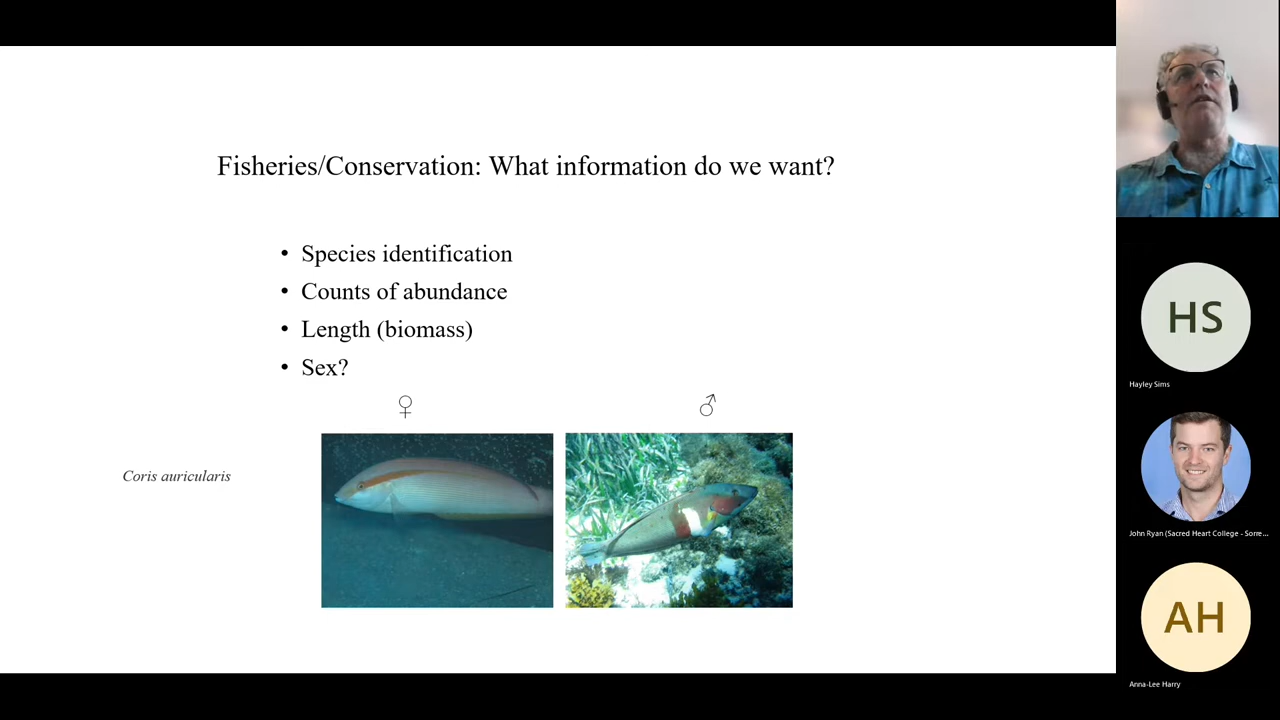 Fisheries/Conservation: What information do we want?
• Species identification
• Counts of abundance
• Length (biomass)
• Sex?
♀ ♂
Coris auricularis
HS
Hayley Sims
John Ryan (Sacred Heart College - Sorre...
AH
Anna-Lee Harry